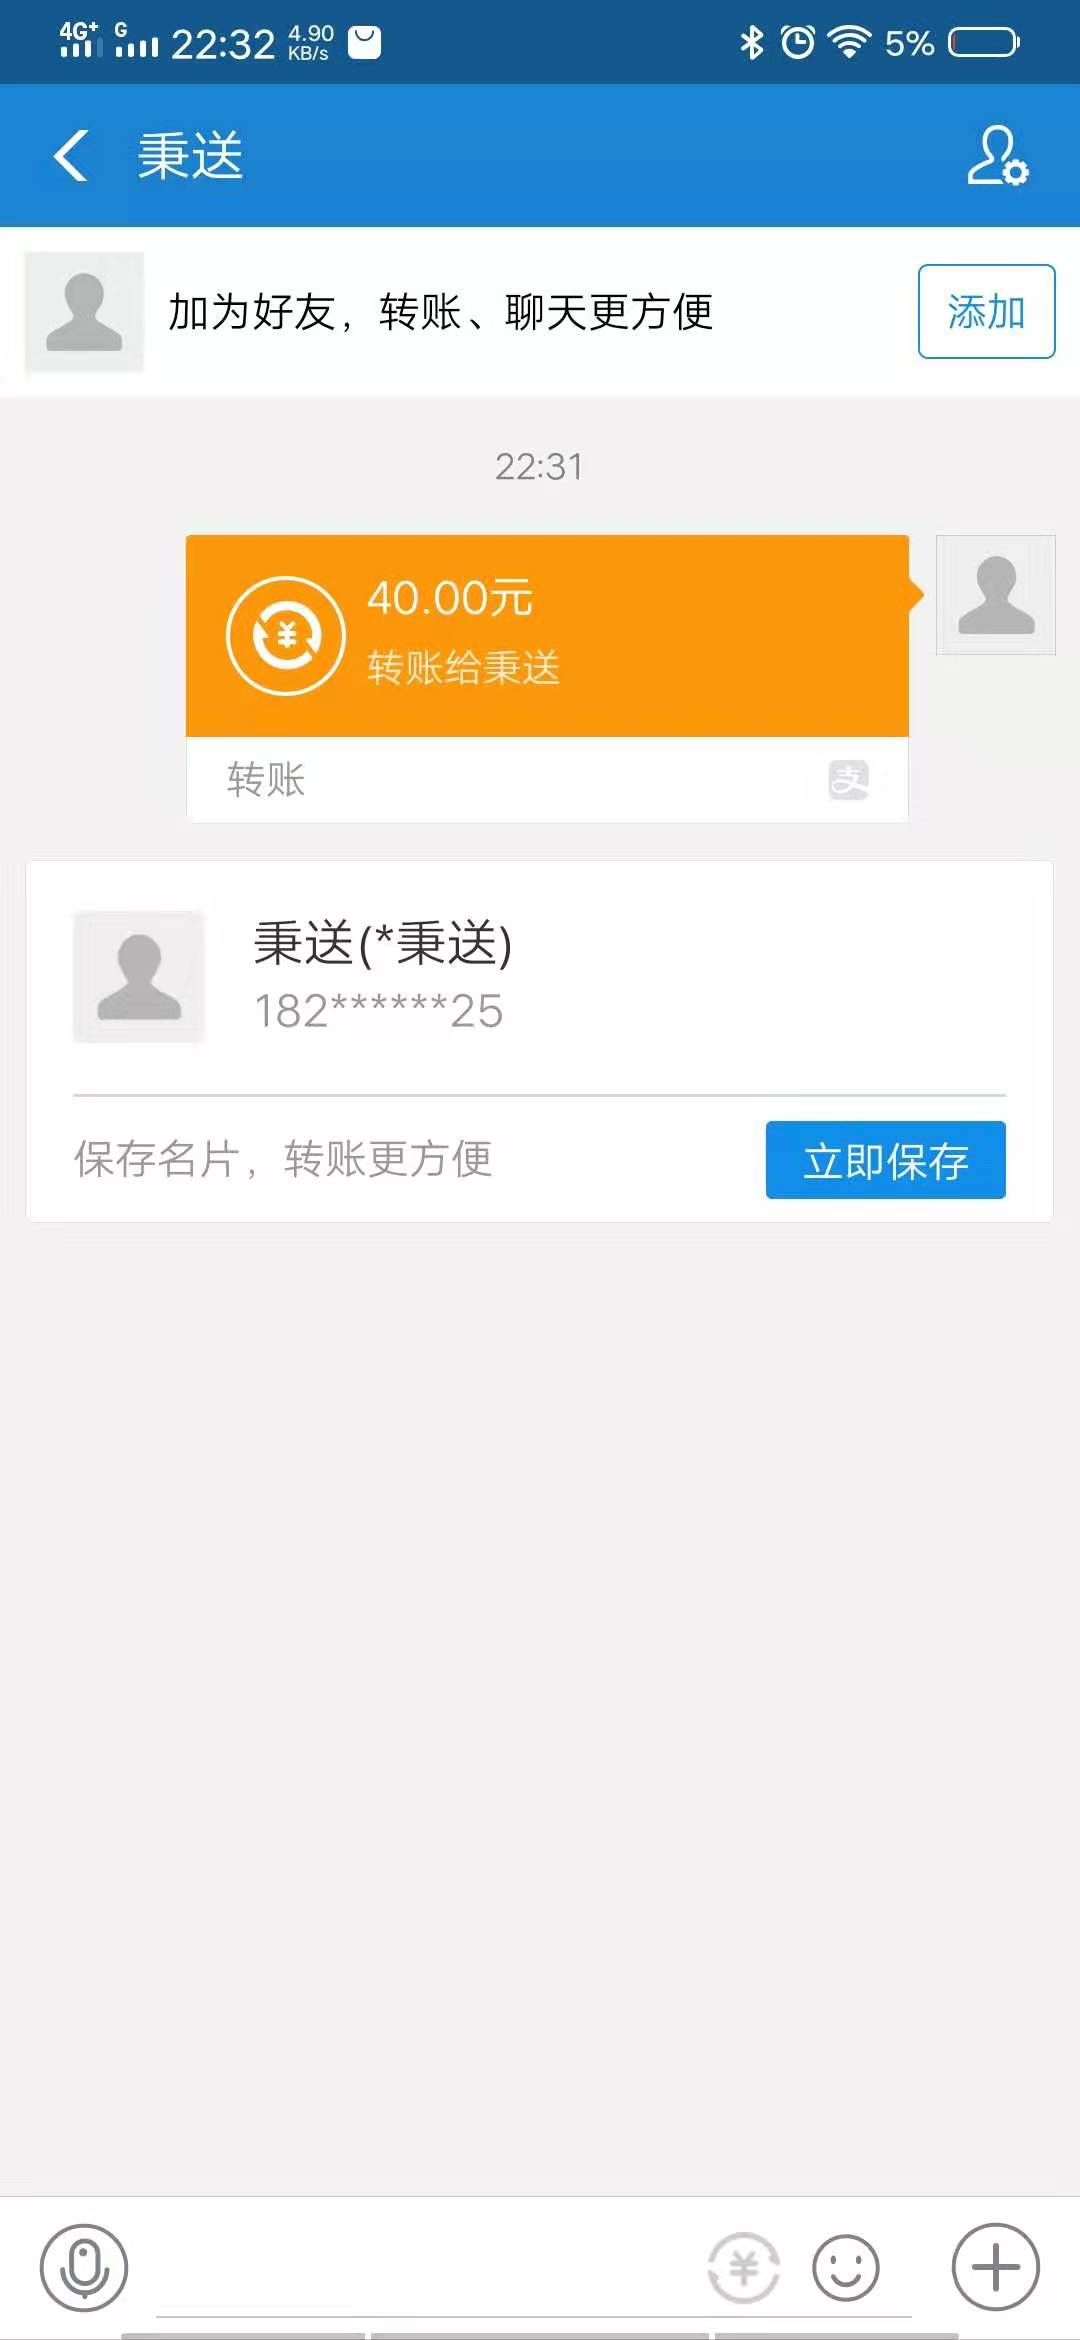 4G+ G 22:32 4.90 KB/s 5%
秉送
加为好友，转账、聊天更方便 添加
22:31
40.00元
转账给秉送
转账 支
秉送(*秉送)
182******25
保存名片，转账更方便 立即保存